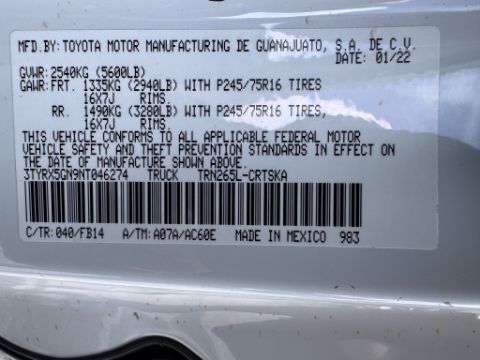 MFD.BY:TOYOTA MOTOR MANUFACTURING DE GUANAJUATO, S.A. DE C.V.
DATE: 01/22
GVWR:2540KG (5600LB)
GAWR:FRT. 1335KG (2940LB) WITH P245/75R16 TIRES
16X7J RIMS.
RR. 1490KG (3280LB) WITH P245/75R16 TIRES,
16X7J RIMS.
THIS VEHICLE CONFORMS TO ALL APPLICABLE FEDERAL MOTOR
VEHICLE SAFETY AND THEFT PREVENTION STANDARDS IN EFFECT
ON THE DATE OF MANUFACTURE SHOWN ABOVE.
3TYRX5GN9NT046274 TRUCK TRN265L-CRTSKA
C/TR:040/FB14 A/TM:A07A/AC60E MADE IN MEXICO 983